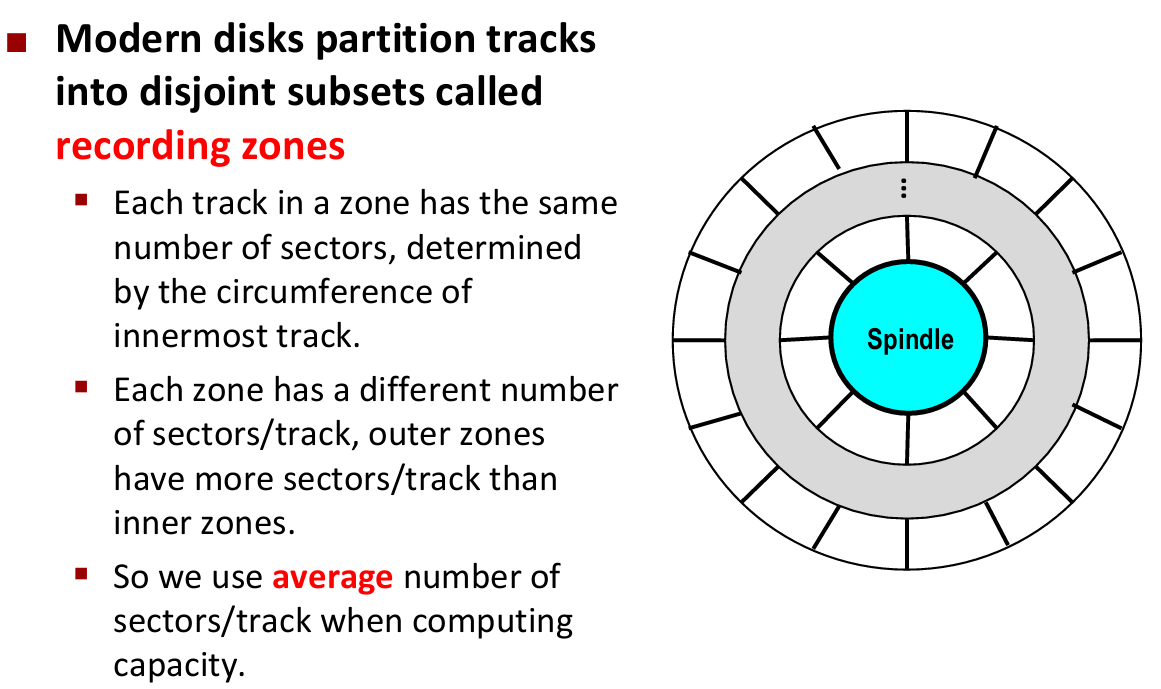 Modern disks partition tracks
into disjoint subsets called
recording zones
Each track in a zone has the same
number of sectors, determined
by the circumference of
innermost track.
Each zone has a different number
of sectors/track, outer zones
have more sectors/track than
inner zones.
So we use average number of
sectors/track when computing
capacity.
…
Spindle